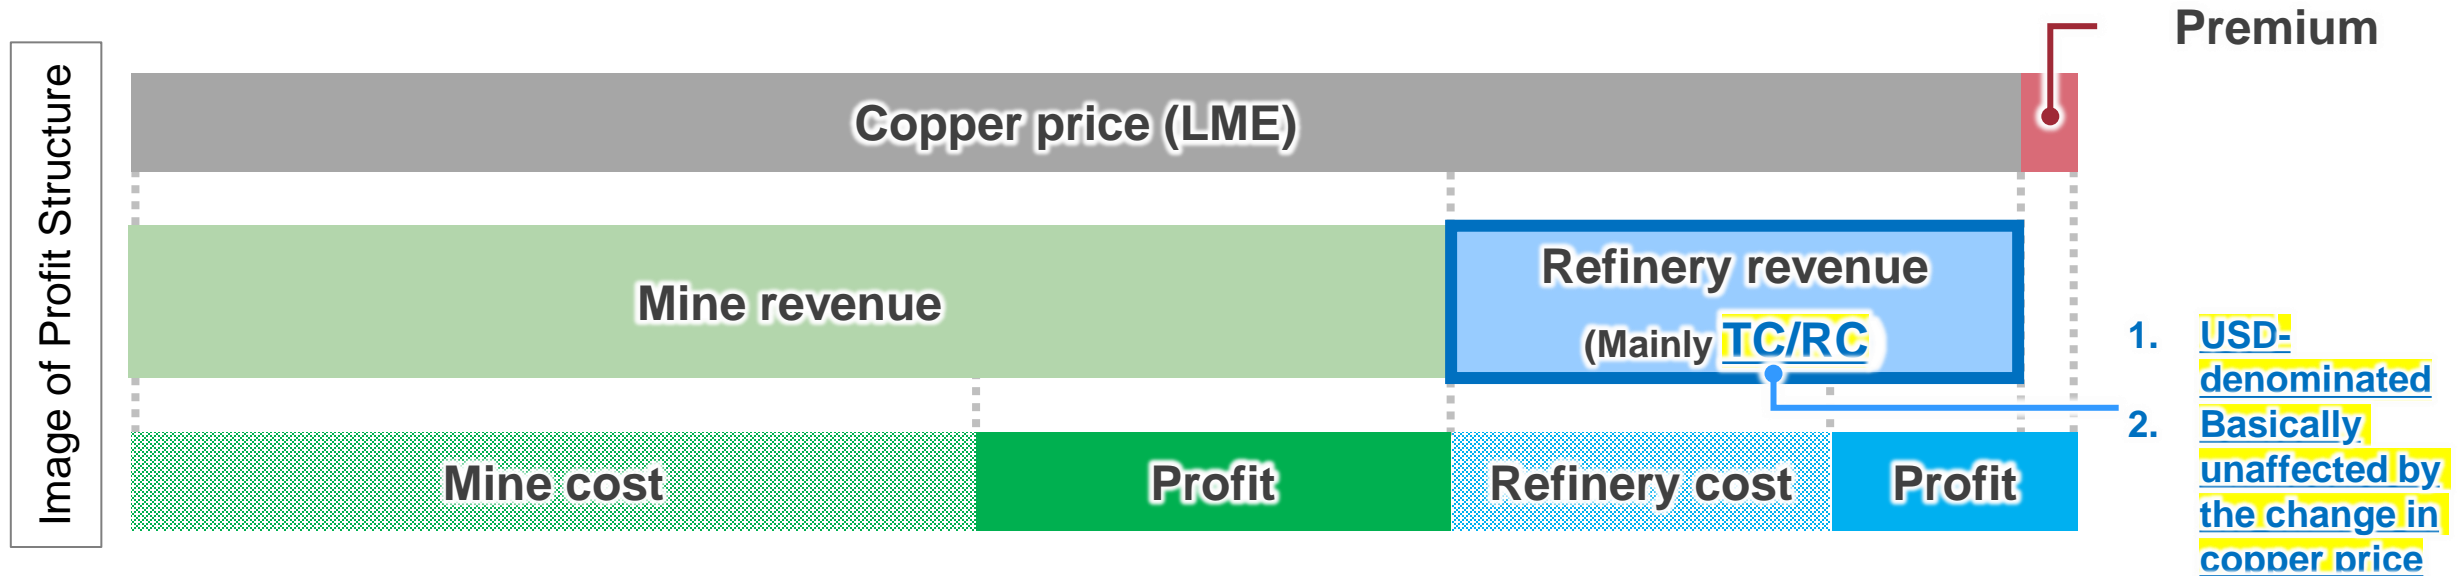 Image of Profit Structure
Premium
Copper price (LME)
Mine revenue
Refinery revenue
(Mainly TC/RC
1. USD-
denominated
2. Basically
unaffected by
the change in
copper price
Mine cost
Profit
Refinery cost
Profit